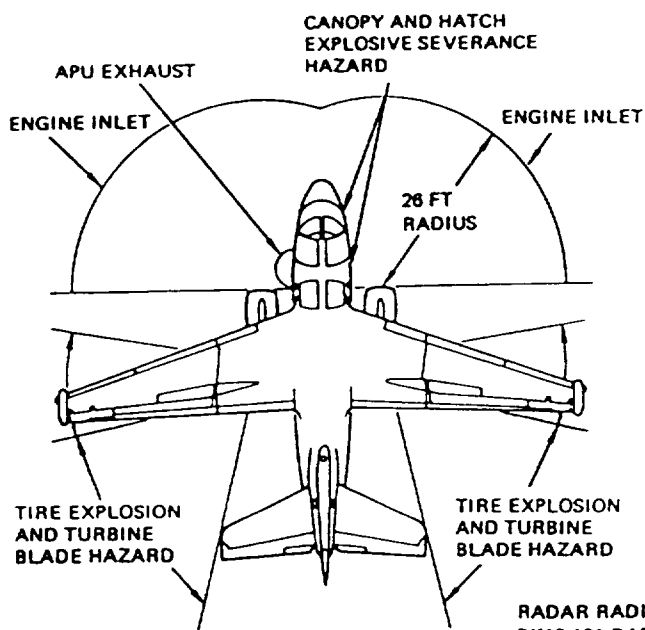 CANOPY AND HATCH
EXPLOSIVE SEVERANCE
HAZARD
APU EXHAUST
ENGINE INLET
ENGINE INLET
26 FT
RADIUS
TIRE EXPLOSION
AND TURBINE
BLADE HAZARD
TIRE EXPLOSION
AND TURBINE
BLADE HAZARD
RADAR